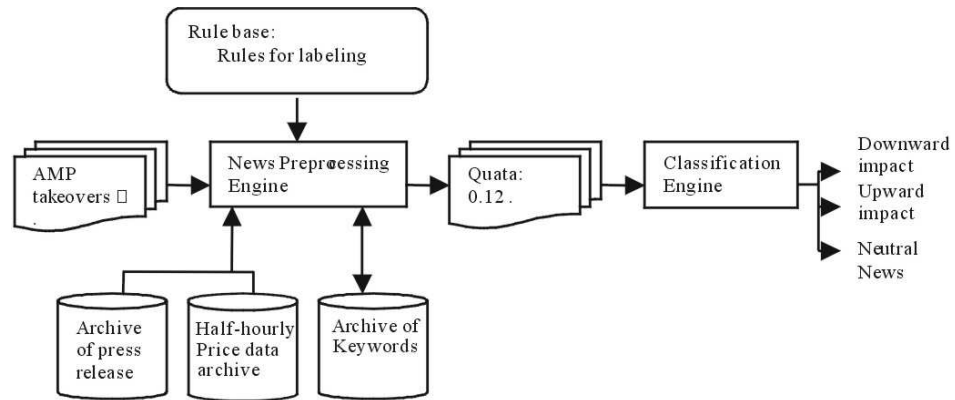 Rule base:
Rules for labeling
AMP
takeovers □
.
News Preprocessing
Engine
Quata:
0.12 .
Classification
Engine
Downward
impact
Upward
impact
Neutral
News
Archive
of press
release
Half-hourly
Price data
archive
Archive of
Keywords